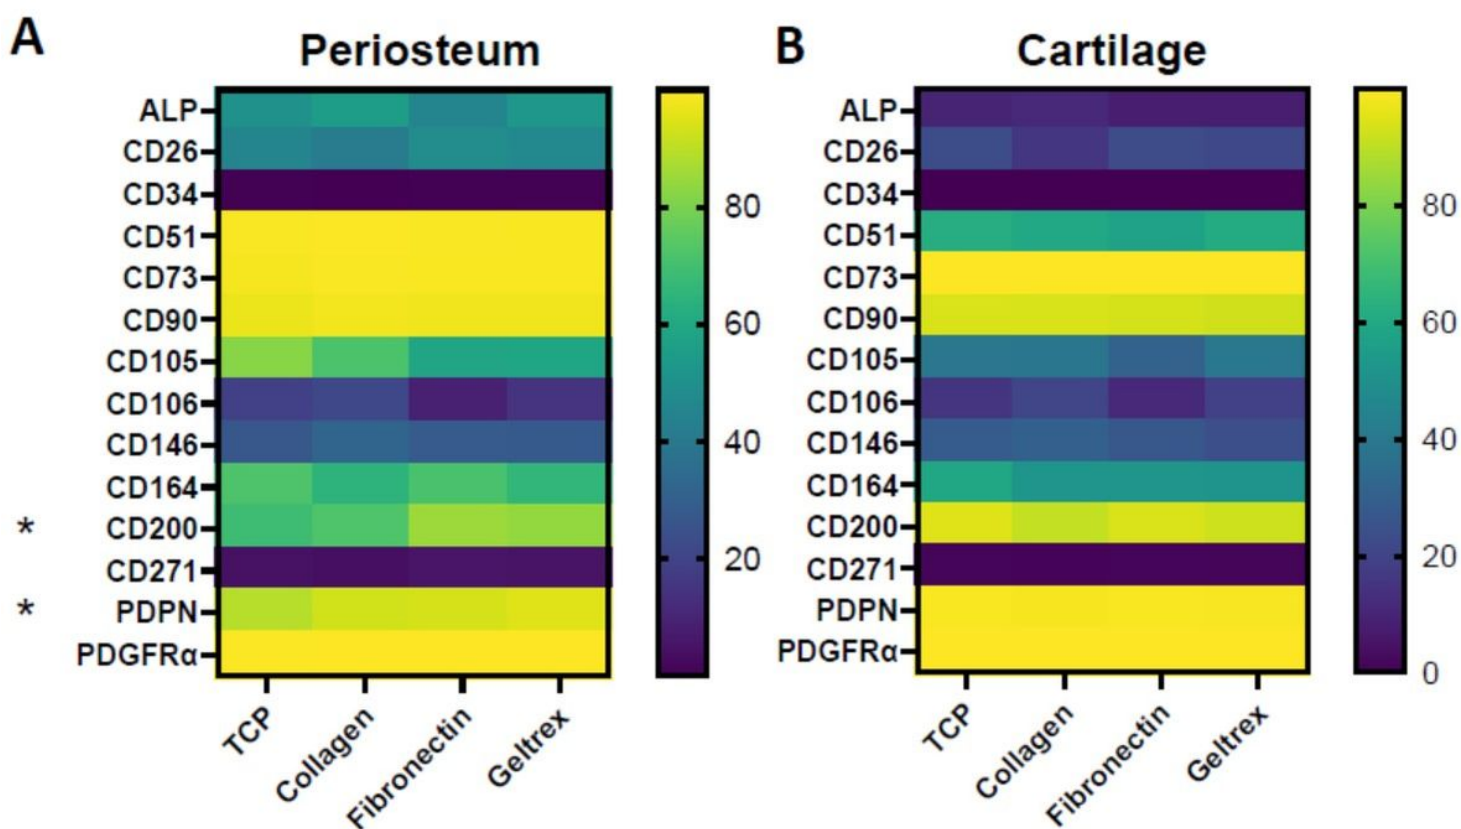 A
Periosteum
ALP
CD26
CD34
CD51
CD73
CD90
CD105
CD106
CD146
CD164
* CD200
CD271
* PDPN
PDGFRα
TCP
Collagen
Fibronectin
Geltrex
80
60
40
20
B
Cartilage
ALP
CD26
CD34
CD51
CD73
CD90
CD105
CD106
CD146
CD164
CD200
CD271
PDPN
PDGFRα
TCP
Collagen
Fibronectin
Geltrex
80
60
40
20
0